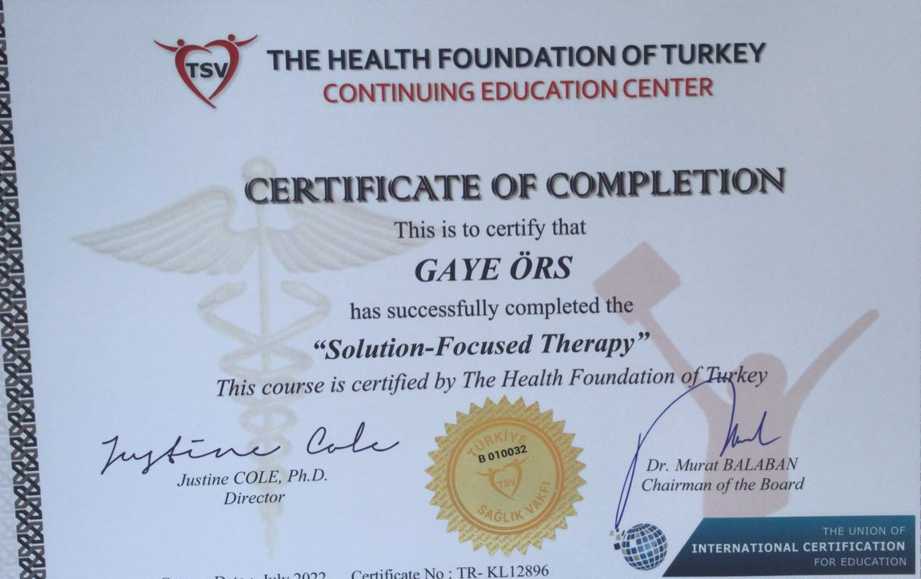 TSV
THE HEALTH FOUNDATION OF TURKEY
CONTINUING EDUCATION CENTER
CERTIFICATE OF COMPLETION
This is to certify that
GAYE ÖRS
has successfully completed the
“Solution-Focused Therapy”
This course is certified by The Health Foundation of Turkey
Justine Cole
Justine COLE, Ph.D.
Director
TÜRKİYE
B 010032
TSV
SAĞLIK VAKFI
Dr. Murat BALABAN
Chairman of the Board
THE UNION OF
INTERNATIONAL CERTIFICATION
FOR EDUCATION
July 2022 Certificate No : TR- KL12896